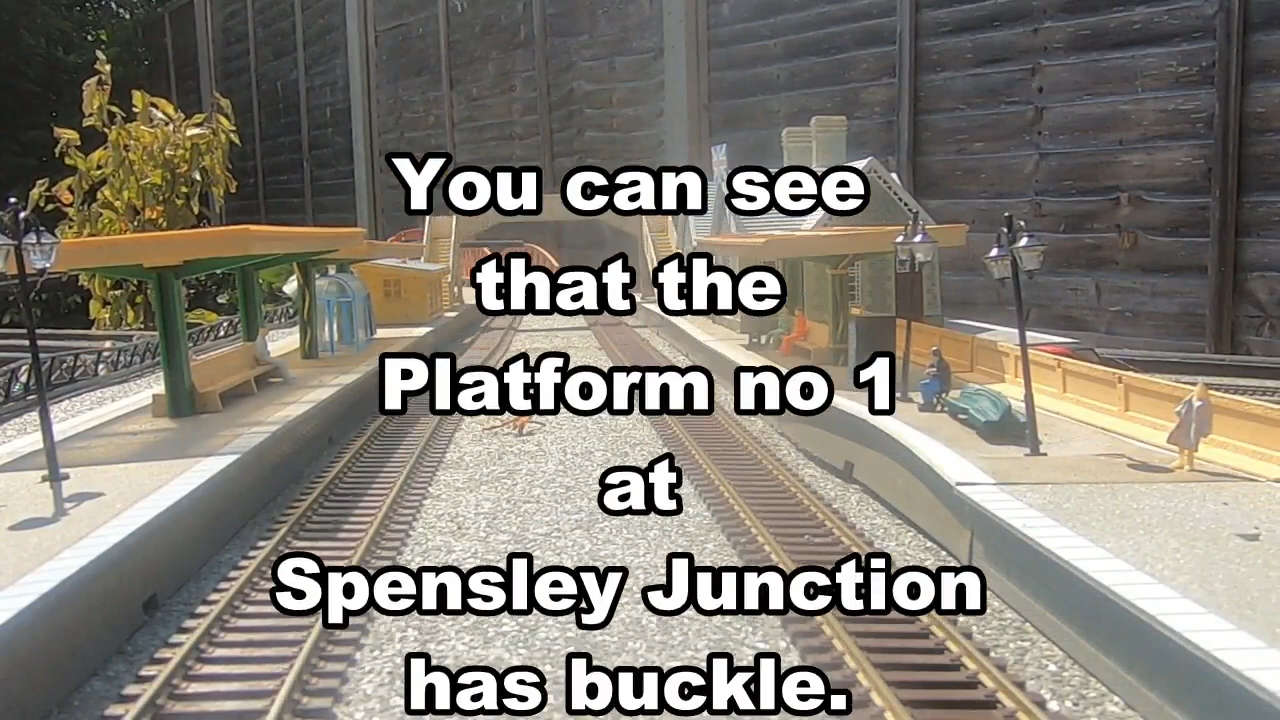 You can see
that the
Platform no 1
at
Spensley Junction
has buckle.